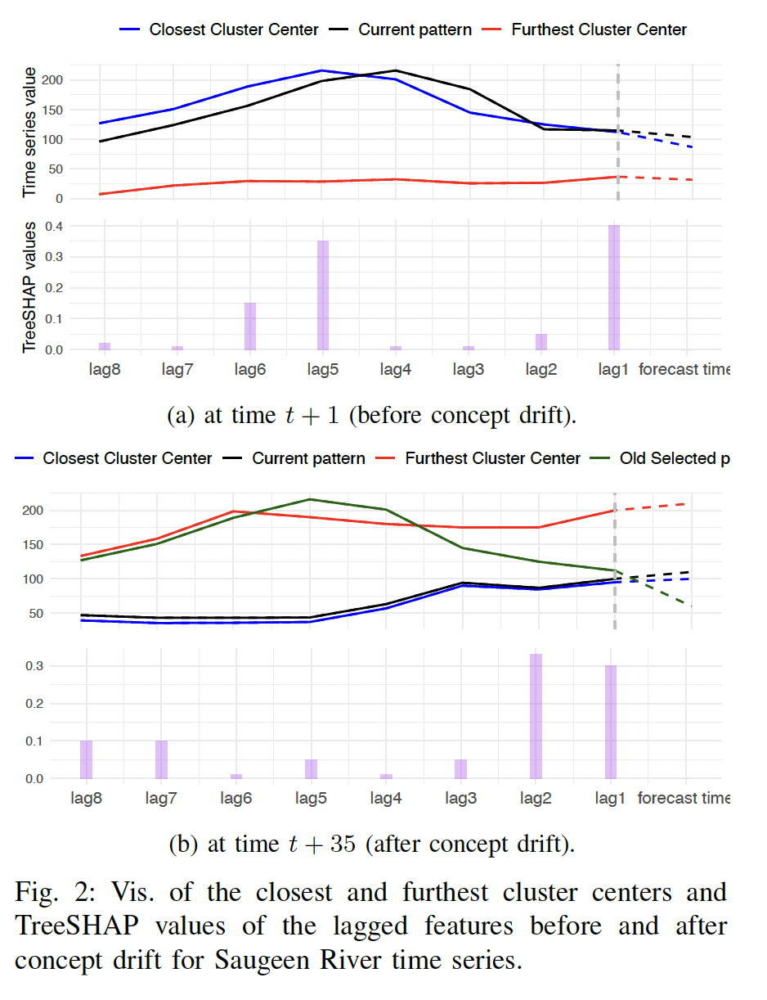 Closest Cluster Center Current pattern Furthest Cluster Center
Time series value
200
150
100
50
0
TreeSHAP values
0.4
0.3
0.2
0.1
0.0
lag8 lag7 lag6 lag5 lag4 lag3 lag2 lag1 forecast time
(a) at time t + 1 (before concept drift).
Closest Cluster Center Current pattern Furthest Cluster Center Old Selected p
200
150
100
50
0.3
0.2
0.1
0.0
lag8 lag7 lag6 lag5 lag4 lag3 lag2 lag1 forecast time
(b) at time t + 35 (after concept drift).
Fig. 2: Vis. of the closest and furthest cluster centers and
TreeSHAP values of the lagged features before and after
concept drift for Saugeen River time series.